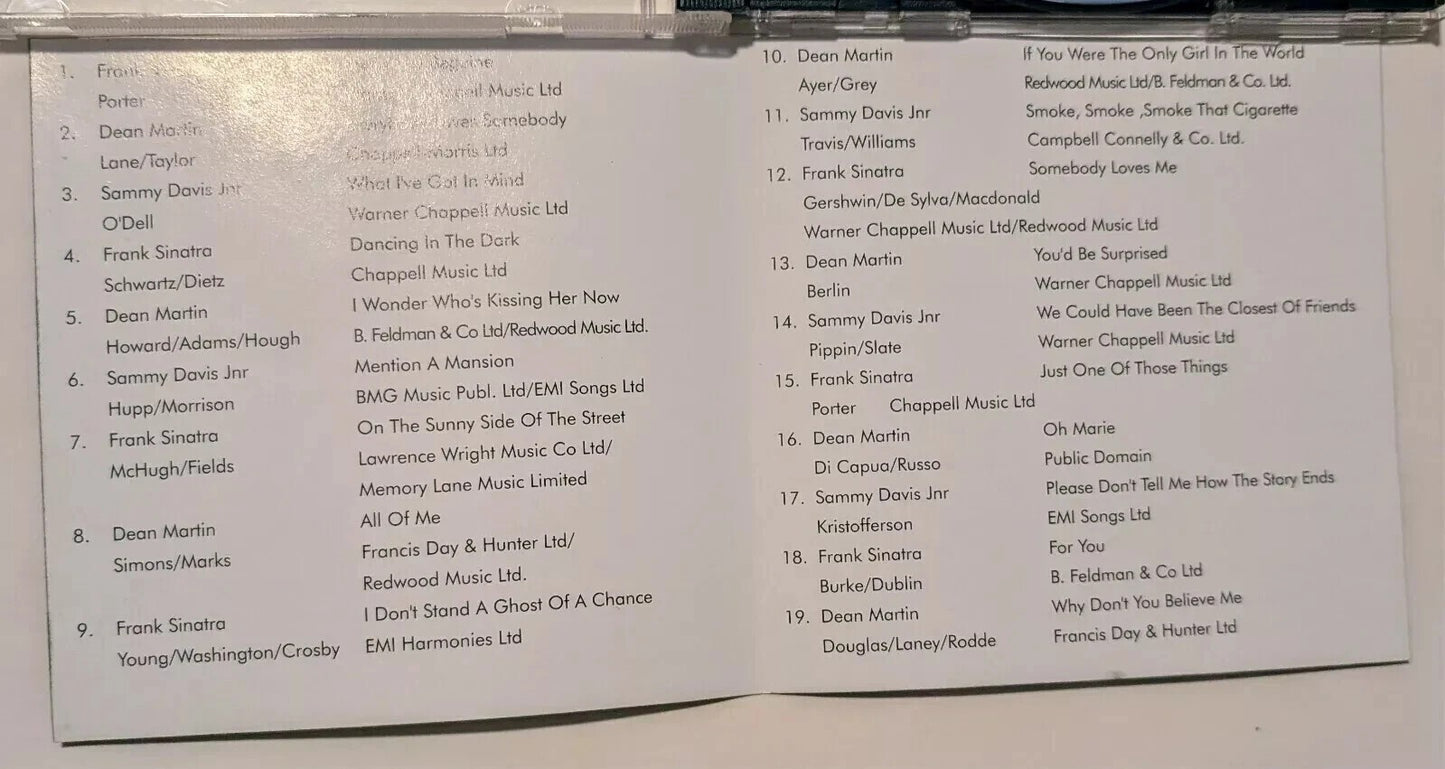 1. Frank
Porter Music Ltd
2. Dean Martin Somebody
Lane/Taylor Chappell Morris Ltd
3. Sammy Davis Jnr What I've Got In Mind
O'Dell Warner Chappell Music Ltd
4. Frank Sinatra Dancing In The Dark
Schwartz/Dietz Chappell Music Ltd
5. Dean Martin I Wonder Who's Kissing Her Now
Howard/Adams/Hough B. Feldman & Co Ltd/Redwood Music Ltd.
6. Sammy Davis Jnr Mention A Mansion
Hupp/Morrison BMG Music Publ. Ltd/EMI Songs Ltd
7. Frank Sinatra On The Sunny Side Of The Street
McHugh/Fields Lawrence Wright Music Co Ltd/
Memory Lane Music Limited
8. Dean Martin All Of Me
Simons/Marks Francis Day & Hunter Ltd/
Redwood Music Ltd.
9. Frank Sinatra I Don't Stand A Ghost Of A Chance
Young/Washington/Crosby EMI Harmonies Ltd
10. Dean Martin If You Were The Only Girl In The World
Ayer/Grey Redwood Music Ltd/B. Feldman & Co. Ltd.
11. Sammy Davis Jnr Smoke, Smoke ,Smoke That Cigarette
Travis/Williams Campbell Connelly & Co. Ltd.
12. Frank Sinatra Somebody Loves Me
Gershwin/De Sylva/Macdonald
Warner Chappell Music Ltd/Redwood Music Ltd
13. Dean Martin You'd Be Surprised
Berlin Warner Chappell Music Ltd
14. Sammy Davis Jnr We Could Have Been The Closest Of Friends
Pippin/Slate Warner Chappell Music Ltd
15. Frank Sinatra Just One Of Those Things
Porter Chappell Music Ltd
16. Dean Martin Oh Marie
Di Capua/Russo Public Domain
17. Sammy Davis Jnr Please Don't Tell Me How The Story Ends
Kristofferson EMI Songs Ltd
18. Frank Sinatra For You
Burke/Dublin B. Feldman & Co Ltd
19. Dean Martin Why Don't You Believe Me
Douglas/Laney/Rodde Francis Day & Hunter Ltd